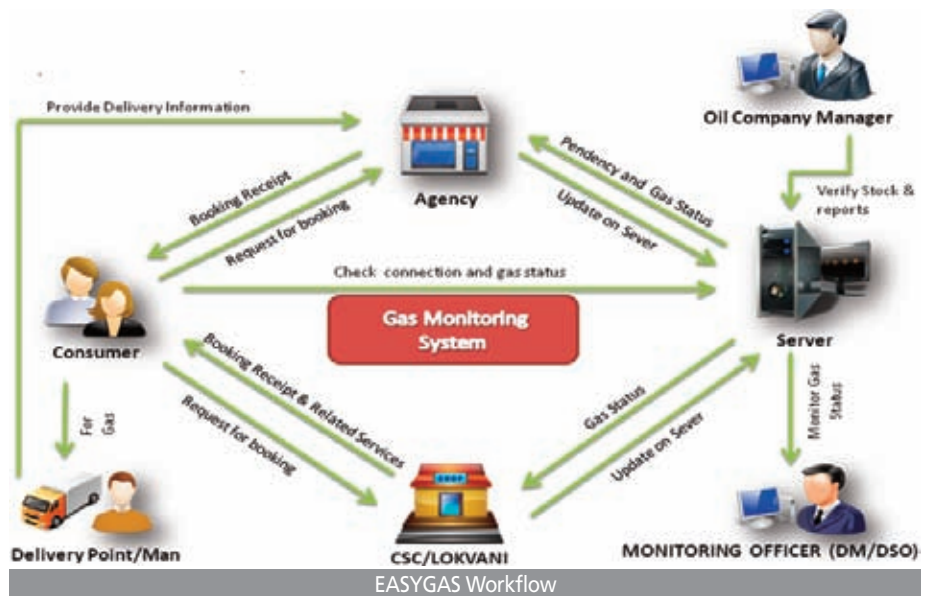 Provide Delivery Information
Oil Company Manager
Agency
Booking Receipt
Request for booking
Pendency and Gas Status
Update on Sever
Verify Stock &
reports
Check connection and gas status
Gas Monitoring
System
Consumer
Server
For
Gas
Booking Receipt & Related Services
Request for booking
Gas Status
Update on Sever
Monitor Gas
Status
Delivery Point/Man
CSC/LOKVANI
MONITORING OFFICER (DM/DSO)
EASYGAS Workflow